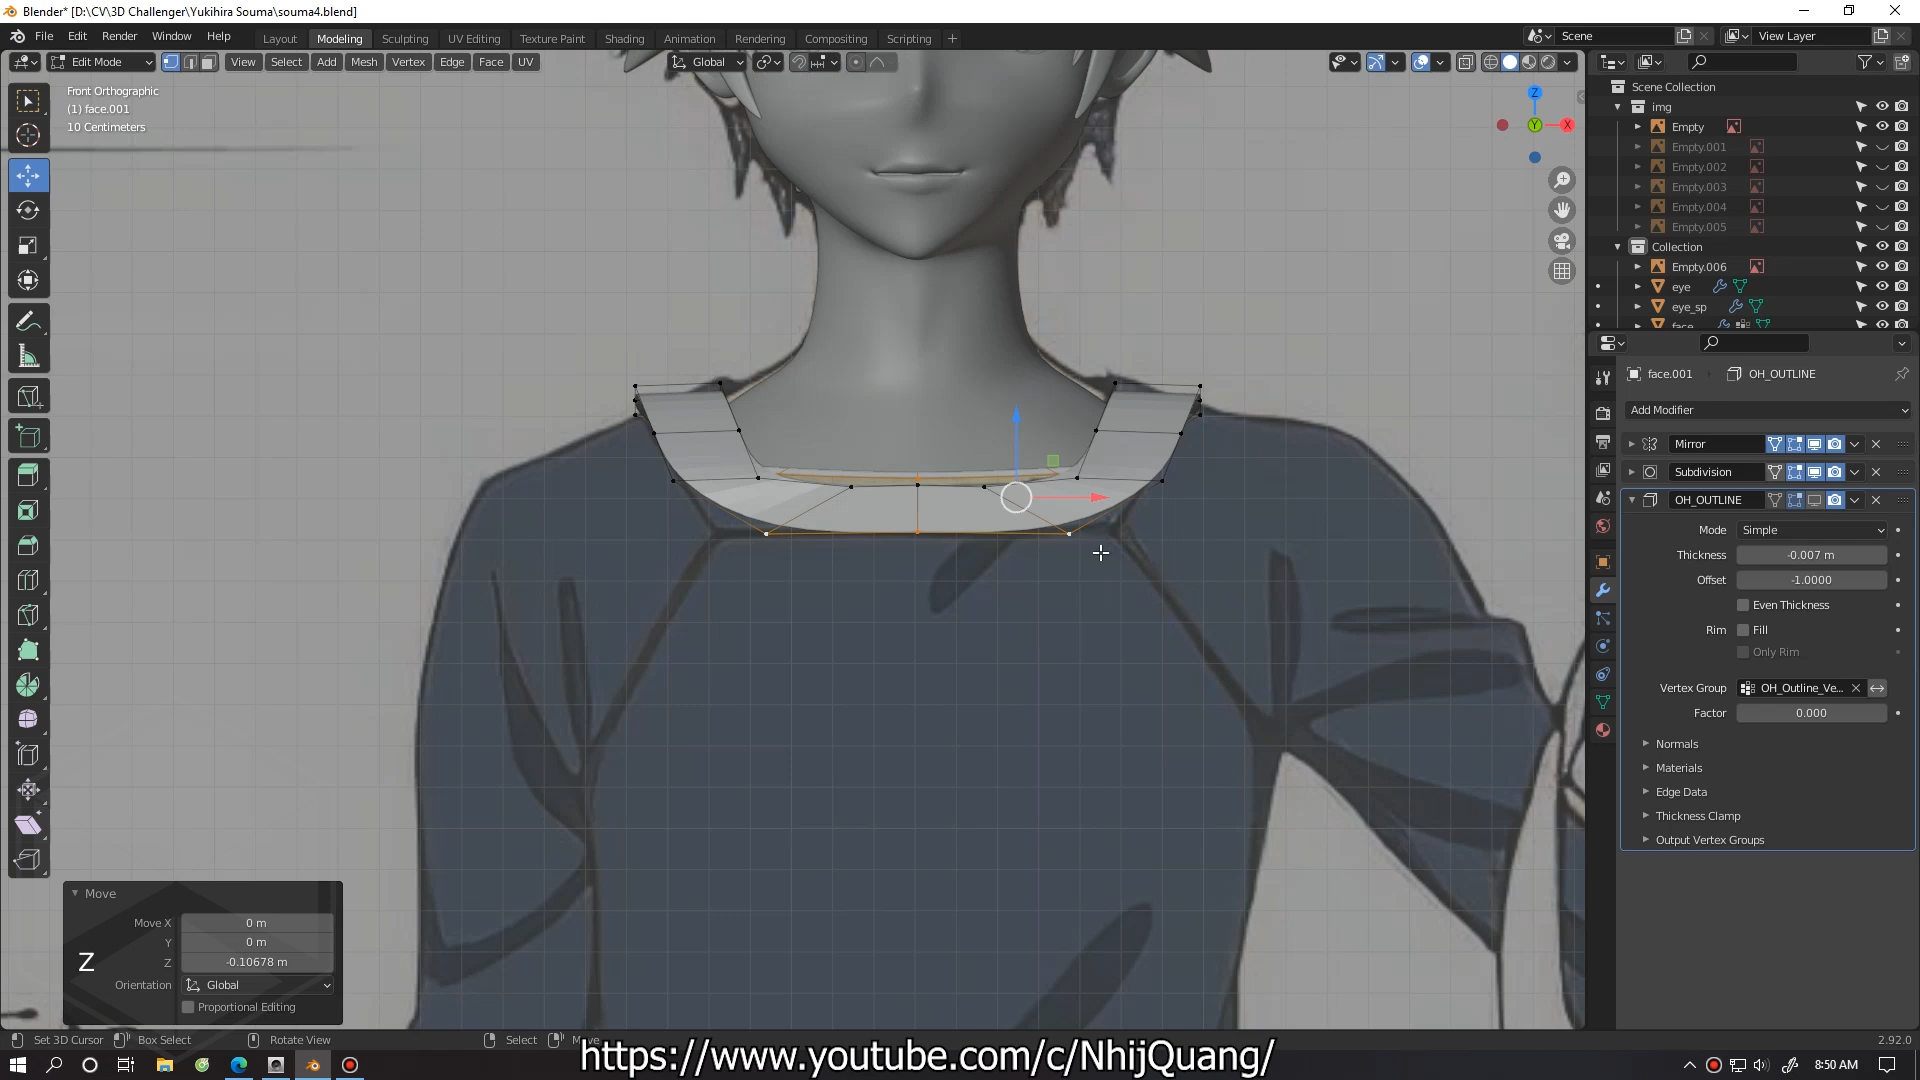 Blender* [D:\CV\3D Challenger\Yukihira Souma\souma4.blend]
File Edit Render Window Help
Layout Modeling Sculpting UV Editing Texture Paint Shading Animation Rendering Compositing Scripting
Scene
View Layer
Edit Mode
View Select Add Mesh Vertex Edge Face UV
Global
Front Orthographic
(1) face.001
10 Centimeters
Z
X
Y
Scene Collection
img
Empty
Empty.001
Empty.002
Empty.003
Empty.004
Empty.005
Collection
Empty.006
eye
eye_sp
face
face.001
OH_OUTLINE
Add Modifier
Mirror
Subdivision
OH_OUTLINE
Mode Simple
Thickness -0.007 m
Offset -1.0000
Even Thickness
Rim Fill
Only Rim
Vertex Group OH_Outline_Ve...
Factor 0.000
Normals
Materials
Edge Data
Thickness Clamp
Output Vertex Groups
Move
Move X 0 m
Y 0 m
Z -0.10678 m
Orientation Global
Proportional Editing
Z
Set 3D Cursor
Box Select
Rotate View
Select
Move
2.92.0
https://www.youtube.com/c/NhijQuang/
8:50 AM